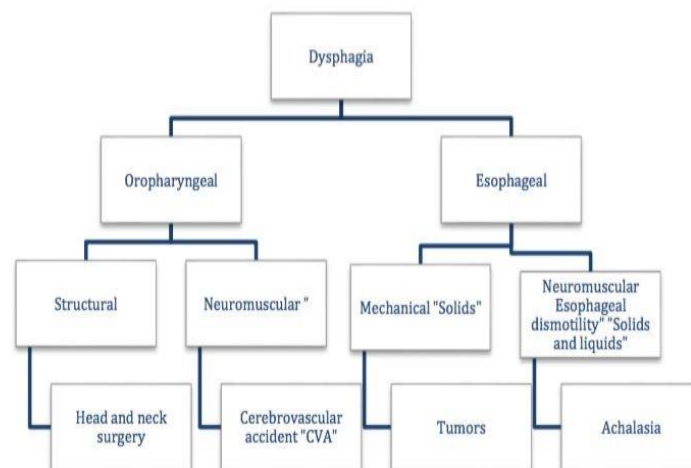 Dysphagia
Oropharyngeal
Esophageal
Structural
Neuromuscular "
Mechanical "Solids"
Neuromuscular
Esophageal
dismotility" "Solids
and liquids"
Head and neck
surgery
Cerebrovascular
accident "CVA"
Tumors
Achalasia